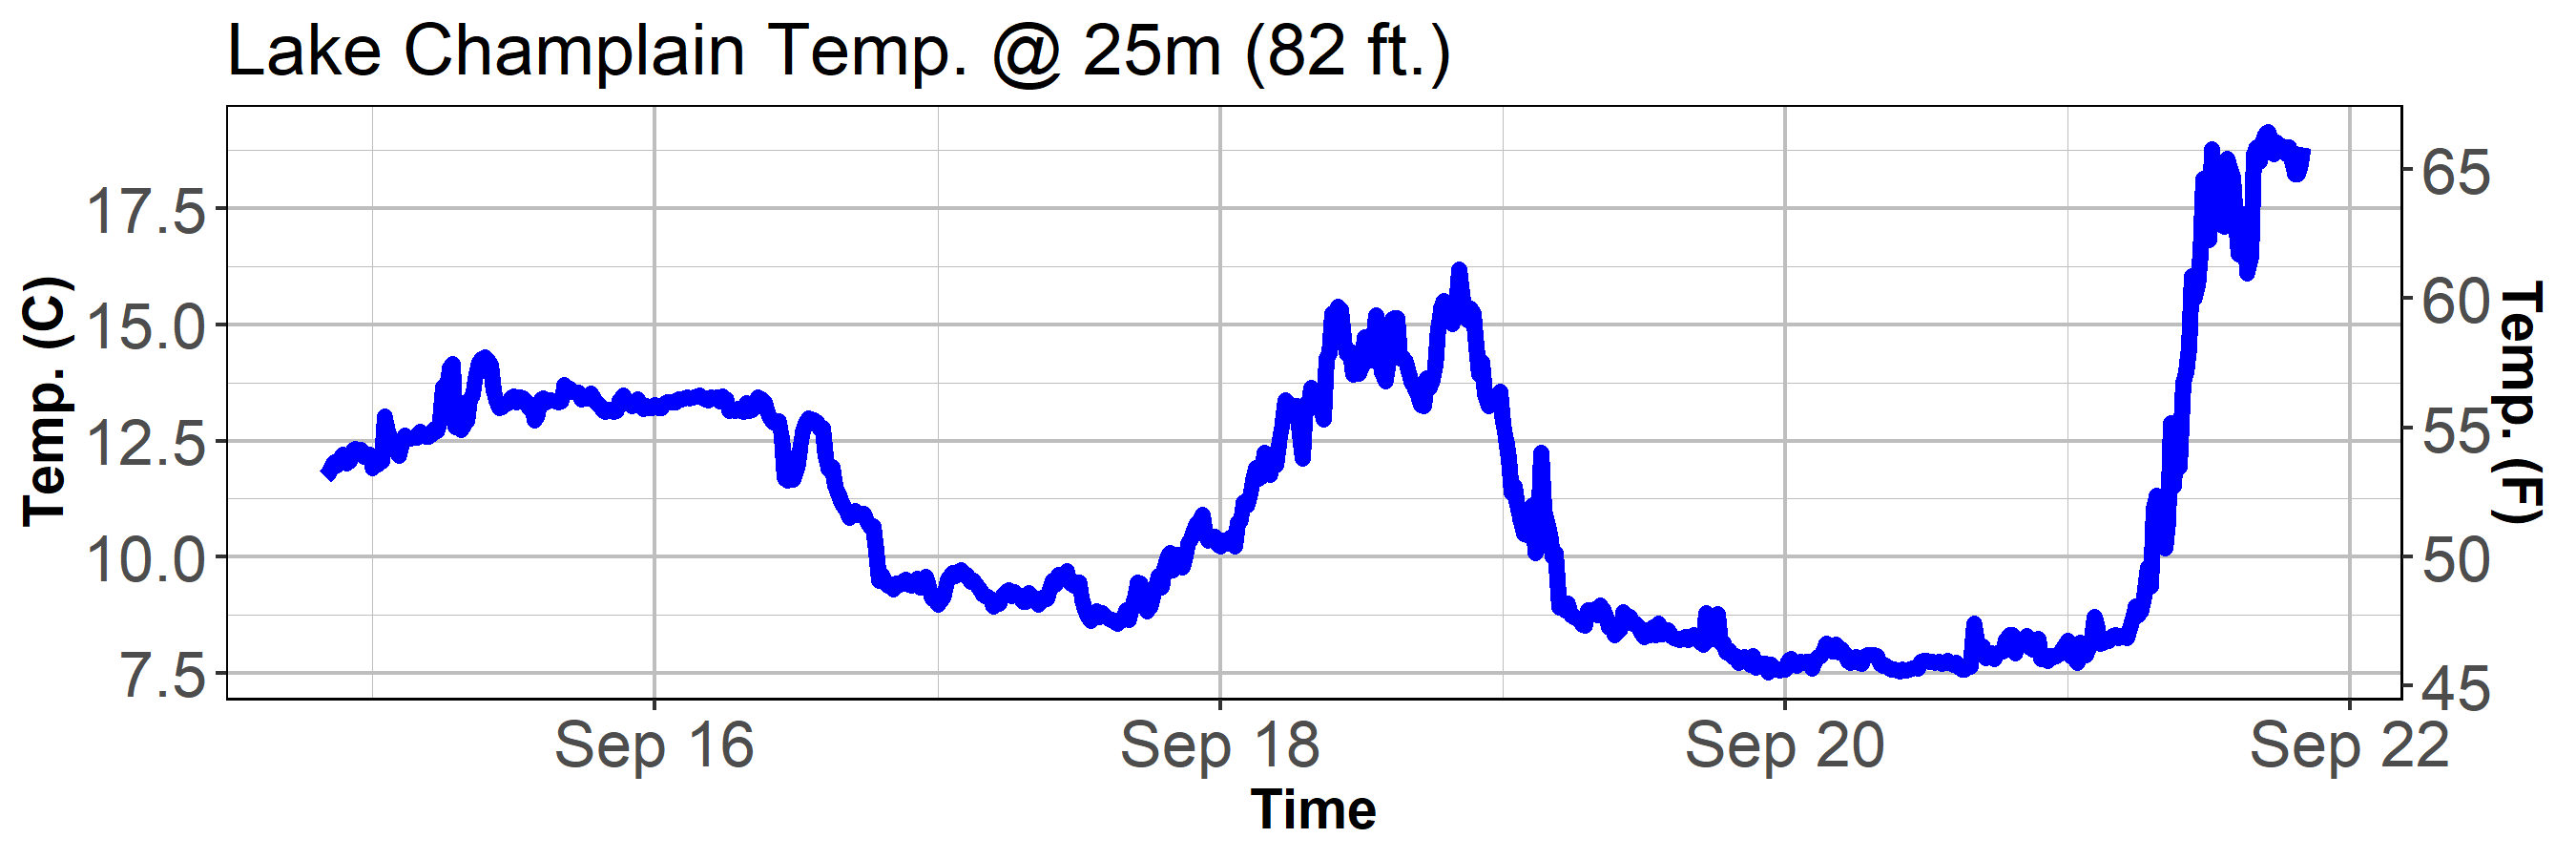 Lake Champlain Temp. @ 25m (82 ft.)
Temp. (C)
17.5
15.0
12.5
10.0
7.5
65
60
55
50
45
Temp. (F)
Sep 16
Sep 18
Sep 20
Sep 22
Time